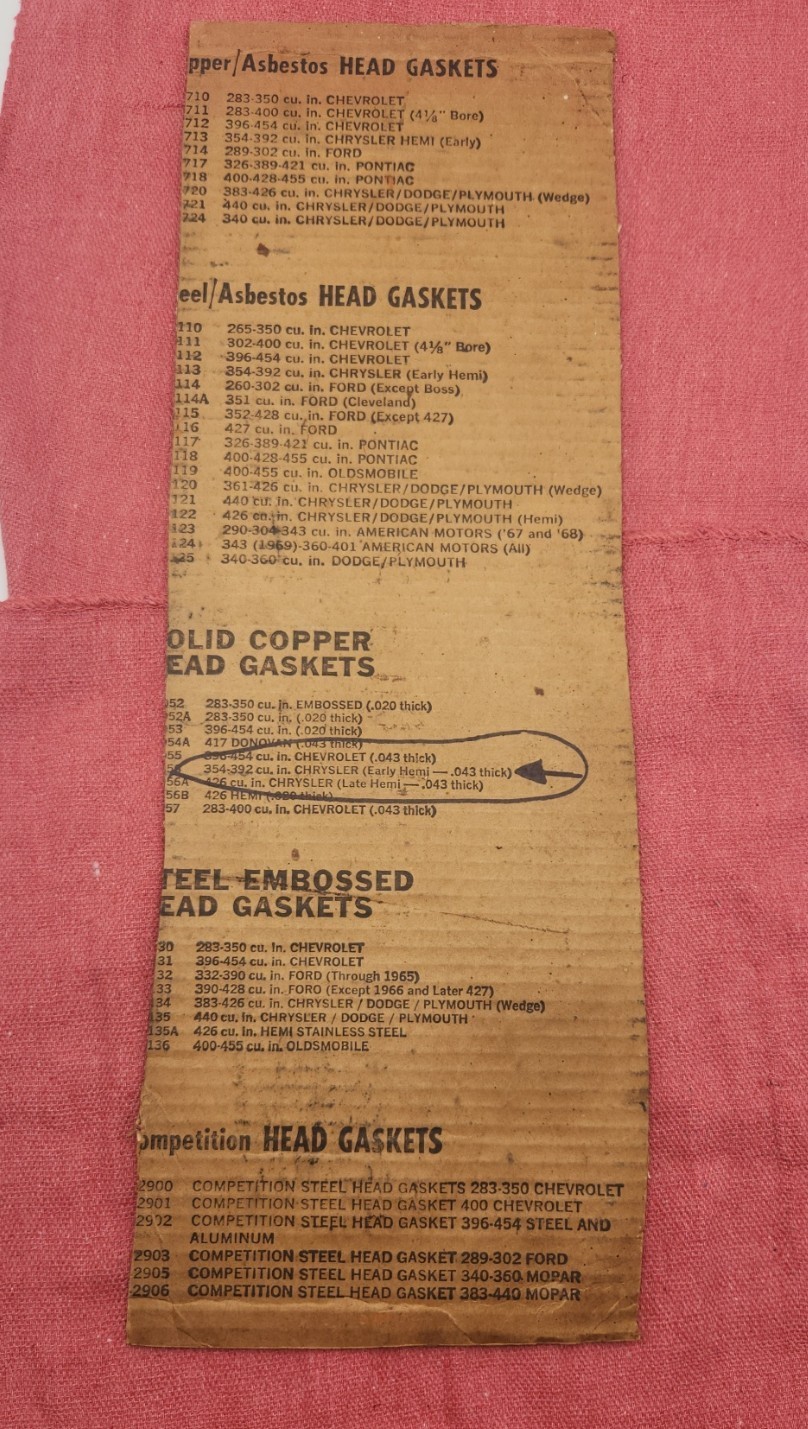 pper/Asbestos HEAD GASKETS
710 283-350 cu. in. CHEVROLET
711 283-400 cu. in. CHEVROLET (4⅛" Bore)
712 396-454 cu. in. CHEVROLET
713 354-392 cu. in. CHRYSLER HEMI (Early)
714 289-302 cu. in. FORD
717 326-389-421 cu. in. PONTIAC
718 400-428-455 cu. in. PONTIAC
720 383-426 cu. in. CHRYSLER/DODGE/PLYMOUTH (Wedge)
721 440 cu. in. CHRYSLER/DODGE/PLYMOUTH
724 340 cu. in. CHRYSLER/DODGE/PLYMOUTH
eel/Asbestos HEAD GASKETS
110 265-350 cu. in. CHEVROLET
111 302-400 cu. in. CHEVROLET (4⅛" Bore)
112 396-454 cu. in. CHEVROLET
113 354-392 cu. in. CHRYSLER (Early Hemi)
114 260-302 cu. in. FORD (Except Boss)
114A 351 cu. in. FORD (Cleveland)
115 352-428 cu. in. FORD (Except 427)
116 427 cu. in. FORD
117 326-389-421 cu. in. PONTIAC
118 400-428-455 cu. in. PONTIAC
119 400-455 cu. in. OLDSMOBILE
120 361-426 cu. in. CHRYSLER/DODGE/PLYMOUTH (Wedge)
121 440 cu. in. CHRYSLER/DODGE/PLYMOUTH
122 426 cu. in. CHRYSLER/DODGE/PLYMOUTH (Hemi)
123 290-304-343 cu. in. AMERICAN MOTORS ('67 and '68)
124 343 (1969)-360-401 AMERICAN MOTORS (All)
125 340-360 cu. in. DODGE/PLYMOUTH
OLID COPPER
EAD GASKETS
52 283-350 cu. in. EMBOSSED (.020 thick)
52A 283-350 cu. in. (.020 thick)
53 396-454 cu. in. (.020 thick)
54A 417 DONOVAN (.043 thick)
55 396-454 cu. in. CHEVROLET (.043 thick)
354-392 cu. in. CHRYSLER (Early Hemi — .043 thick)
56A 426 cu. in. CHRYSLER (Late Hemi — .043 thick)
56B 426 HEMI thick)
57 283-400 cu. in. CHEVROLET (.043 thick)
TEEL EMBOSSED
EAD GASKETS
30 283-350 cu. in. CHEVROLET
31 396-454 cu. in. CHEVROLET
32 332-390 cu. in. FORD (Through 1965)
33 390-428 cu. in. FORO (Except 1966 and Later 427)
34 383-426 cu. in. CHRYSLER / DODGE / PLYMOUTH (Wedge)
135 440 cu. in. CHRYSLER / DODGE / PLYMOUTH
135A 426 cu. in. HEMI STAINLESS STEEL
136 400-455 cu. in. OLDSMOBILE
ompetition HEAD GASKETS
2900 COMPETITION STEEL HEAD GASKETS 283-350 CHEVROLET
2901 COMPETITION STEEL HEAD GASKETS 400 CHEVROLET
2902 COMPETITION STEEL HEAD GASKET 396-454 STEEL AND
ALUMINUM
2903 COMPETITION STEEL HEAD GASKET 289-302 FORD
2905 COMPETITION STEEL HEAD GASKET 340-360 MOPAR
2906 COMPETITION STEEL HEAD GASKET 383-440 MOPAR